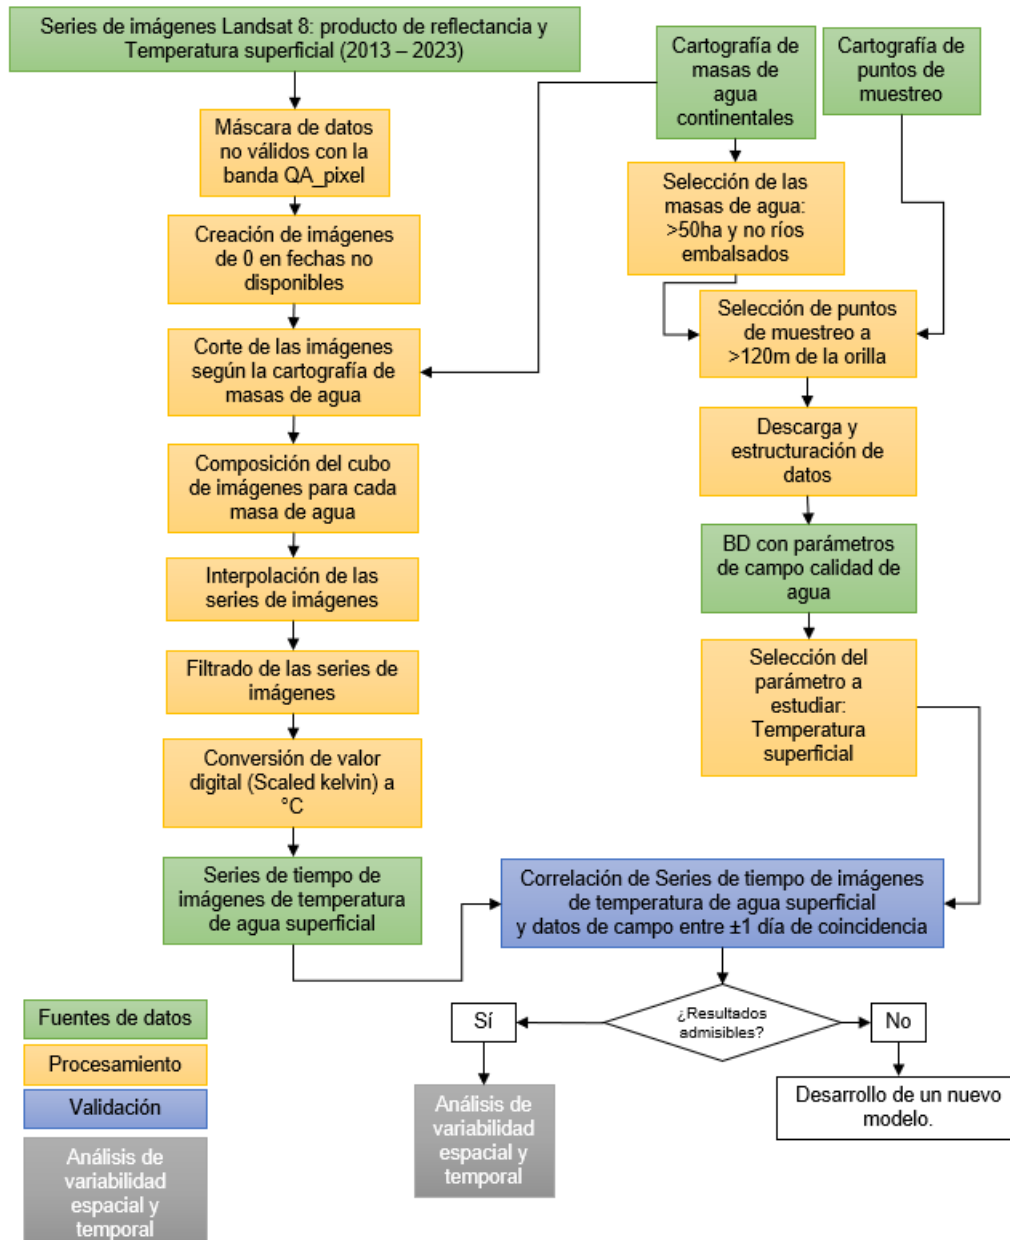 Series de imágenes Landsat 8: producto de reflectancia y
Temperatura superficial (2013 – 2023)
Cartografía de
masas de
agua
continentales
Cartografía de
puntos de
muestreo
Máscara de datos
no válidos con la
banda QA_pixel
Selección de las
masas de agua:
>50ha y no ríos
embalsados
Creación de imágenes
de 0 en fechas no
disponibles
Selección de puntos
de muestreo a
>120m de la orilla
Corte de las imágenes
según la cartografía de
masas de agua
Descarga y
estructuración de
datos
Composición del cubo
de imágenes para cada
masa de agua
BD con parámetros
de campo calidad de
agua
Interpolación de las
series de imágenes
Selección del
parámetro a
estudiar:
Temperatura
superficial
Filtrado de las series de
imágenes
Conversión de valor
digital (Scaled kelvin) a
°C
Series de tiempo de
imágenes de temperatura
de agua superficial
Correlación de Series de tiempo de imágenes
de temperatura de agua superficial
y datos de campo entre ±1 día de coincidencia
¿Resultados
admisibles?
Sí
No
Análisis de
variabilidad
espacial y
temporal
Desarrollo de un nuevo
modelo.
Fuentes de datos
Procesamiento
Validación
Análisis de
variabilidad
espacial y
temporal